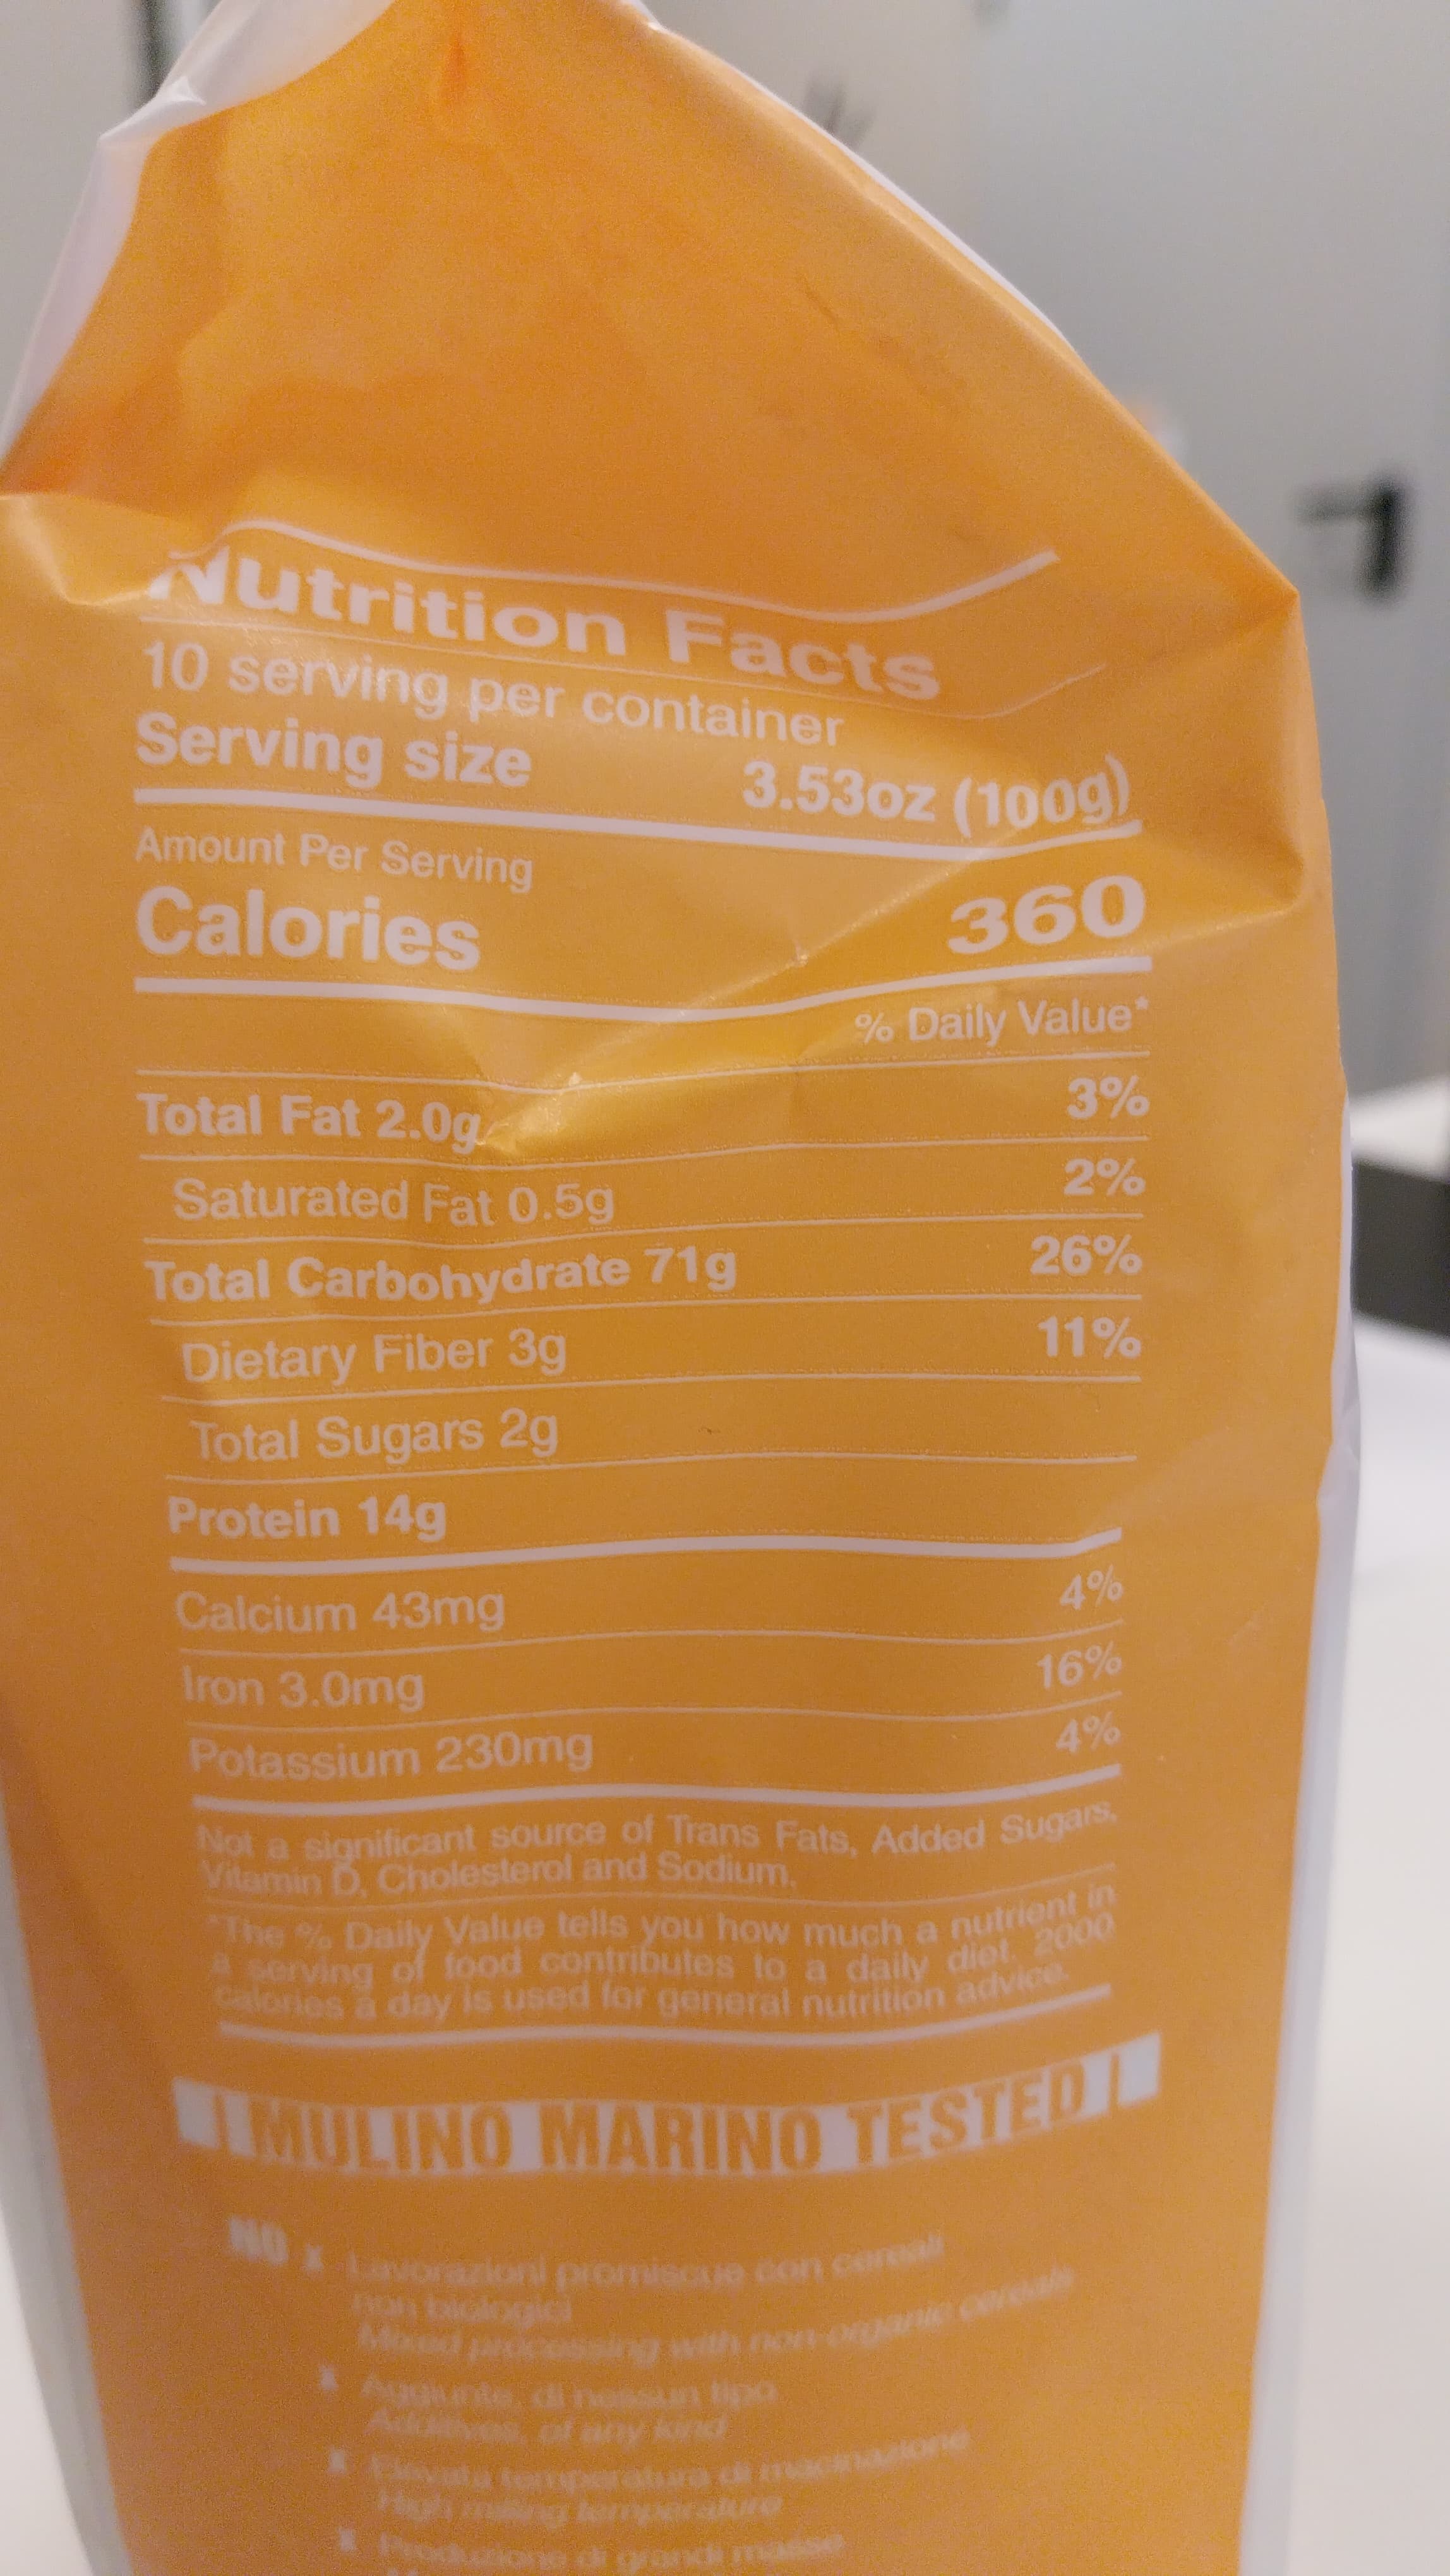 Nutrition Facts
10 serving per container
Serving size 3.53oz (100g)
Amount Per Serving
Calories 360
% Daily Value*
Total Fat 2.0g 3%
Saturated Fat 0.5g 2%
Total Carbohydrate 71g 26%
Dietary Fiber 3g 11%
Total Sugars 2g
Protein 14g
Calcium 43mg 4%
Iron 3.0mg 16%
Potassium 230mg 4%
Not a significant source of Trans Fats, Added Sugars,
Vitamin D, Cholesterol and Sodium.
*The % Daily Value tells you how much a nutrient in
a serving of food contributes to a daily diet. 2000
calories a day is used for general nutrition advice.
MULINO MARINO TESTED
NO x Lavorazioni promiscue con cereali
non biologici
Mixed processing with non-organic cereals
x Aggiunte, di nessun tipo
Additives, of any kind
x Elevata temperatura di macinazione
High milling temperature
x Produzione di grandi masse